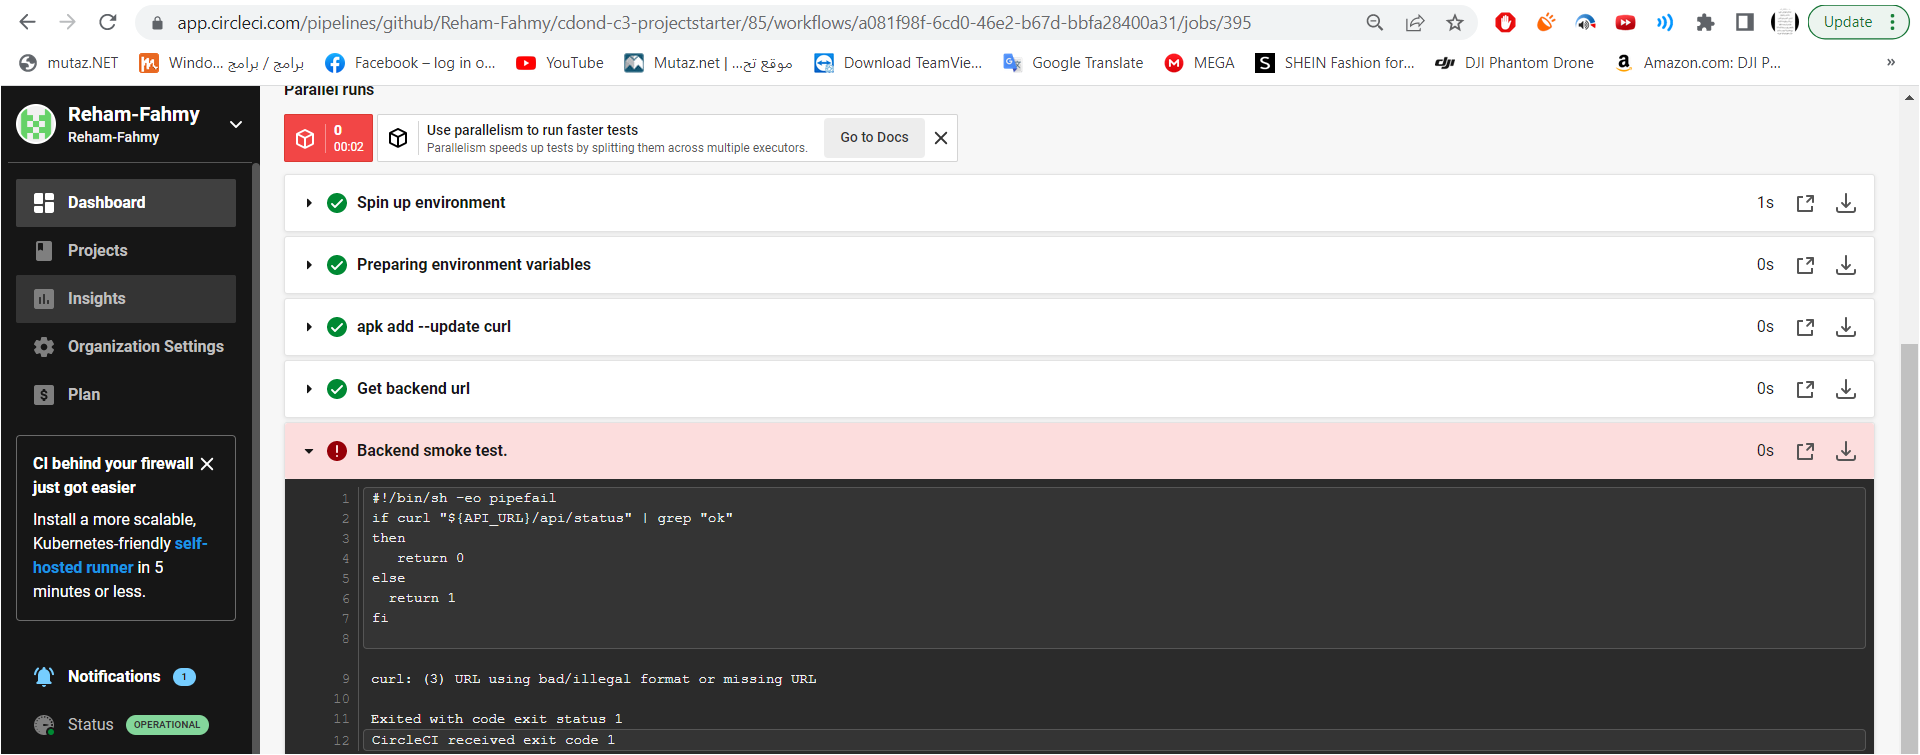 app.circleci.com/pipelines/github/Reham-Fahmy/cdond-c3-projectstarter/85/workflows/a081f98f-6cd0-46e2-b67d-bbfa28400a31/jobs/395
Update
mutaz.NET
Windo... برامج / برامج
Facebook – log in o...
YouTube
Mutaz.net | ...موقع تح
Download TeamVie...
Google Translate
MEGA
SHEIN Fashion for...
DJI Phantom Drone
Amazon.com: DJI P...
»
Reham-Fahmy
Reham-Fahmy
Dashboard
Projects
Insights
Organization Settings
Plan
CI behind your firewall
just got easier
Install a more scalable,
Kubernetes-friendly self-
hosted runner in 5
minutes or less.
Notifications 1
Status OPERATIONAL
Parallel runs
0
00:02
Use parallelism to run faster tests
Parallelism speeds up tests by splitting them across multiple executors.
Go to Docs
Spin up environment 1s
Preparing environment variables 0s
apk add --update curl 0s
Get backend url 0s
Backend smoke test. 0s
1 #!/bin/sh -eo pipefail
2 if curl "${API_URL}/api/status" | grep "ok"
3 then
4 return 0
5 else
6 return 1
7 fi
8
9 curl: (3) URL using bad/illegal format or missing URL
10
11 Exited with code exit status 1
12 CircleCI received exit code 1